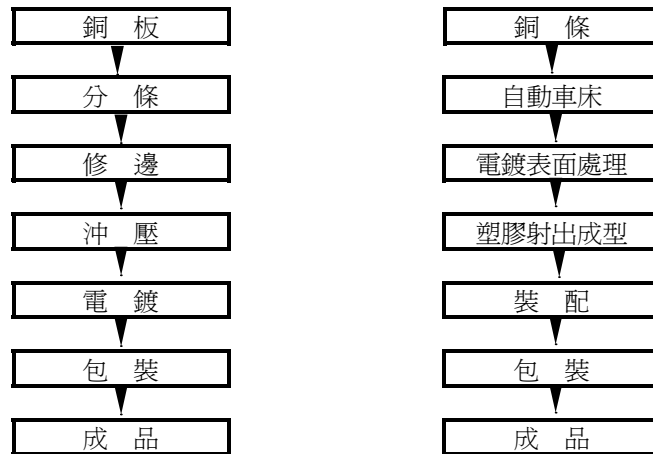 銅 板
分 條
修 邊
沖 壓
電 鍍
包 裝
成 品
銅 條
自動車床
電鍍表面處理
塑膠射出成型
裝 配
包 裝
成 品